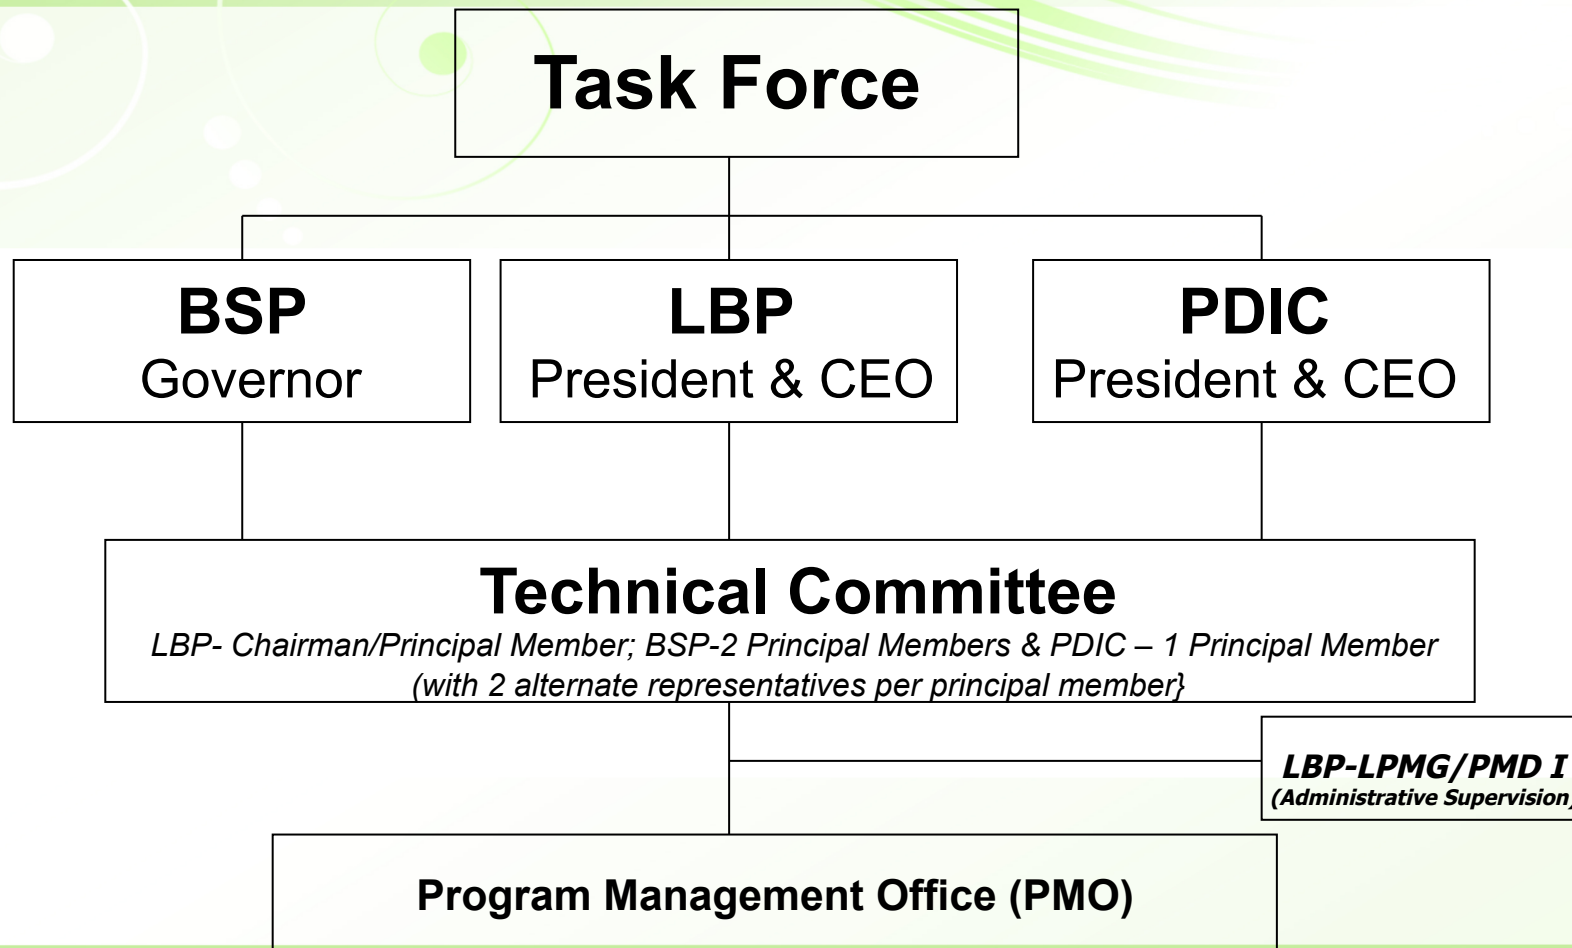 Task Force
BSP
Governor
LBP
President & CEO
PDIC
President & CEO
Technical Committee
LBP- Chairman/Principal Member; BSP-2 Principal Members & PDIC – 1 Principal Member
(with 2 alternate representatives per principal member}
LBP-LPMG/PMD I
(Administrative Supervision)
Program Management Office (PMO)